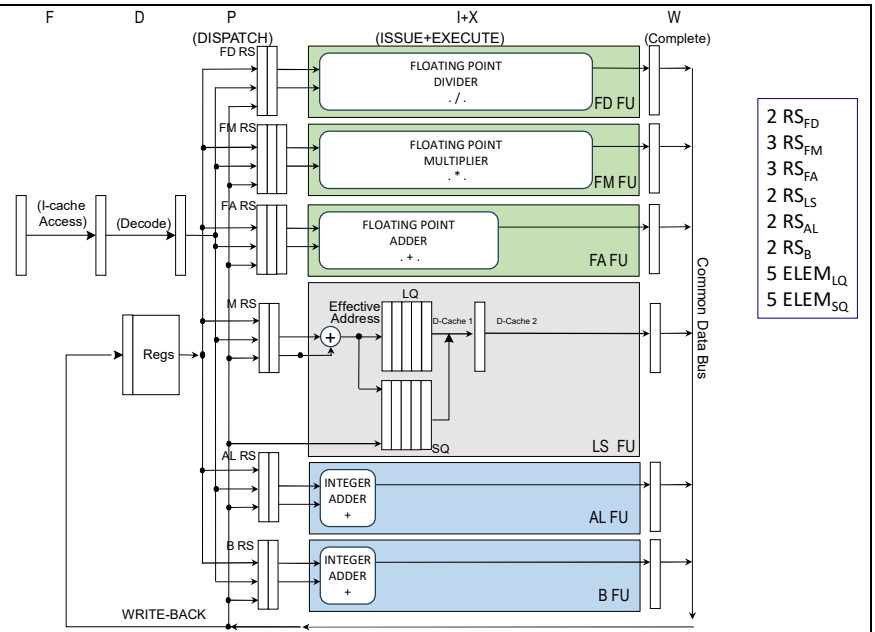 F D P I+X W
(DISPATCH) (ISSUE+EXECUTE) (Complete)
FD RS
FLOATING POINT
DIVIDER
. / .
FD FU
FM RS
FLOATING POINT
MULTIPLIER
. * .
FM FU
(I-cache
Access)
(Decode)
FA RS
FLOATING POINT
ADDER
. + .
FA FU
M RS
Effective
Address
+
LQ
D-Cache 1
D-Cache 2
SQ
LS FU
Regs
AL RS
INTEGER
ADDER
+
AL FU
B RS
INTEGER
ADDER
+
B FU
WRITE-BACK
Common Data Bus
2 RSFD
3 RSFM
3 RSFA
2 RSLS
2 RSAL
2 RSB
5 ELEMLQ
5 ELEMSQ